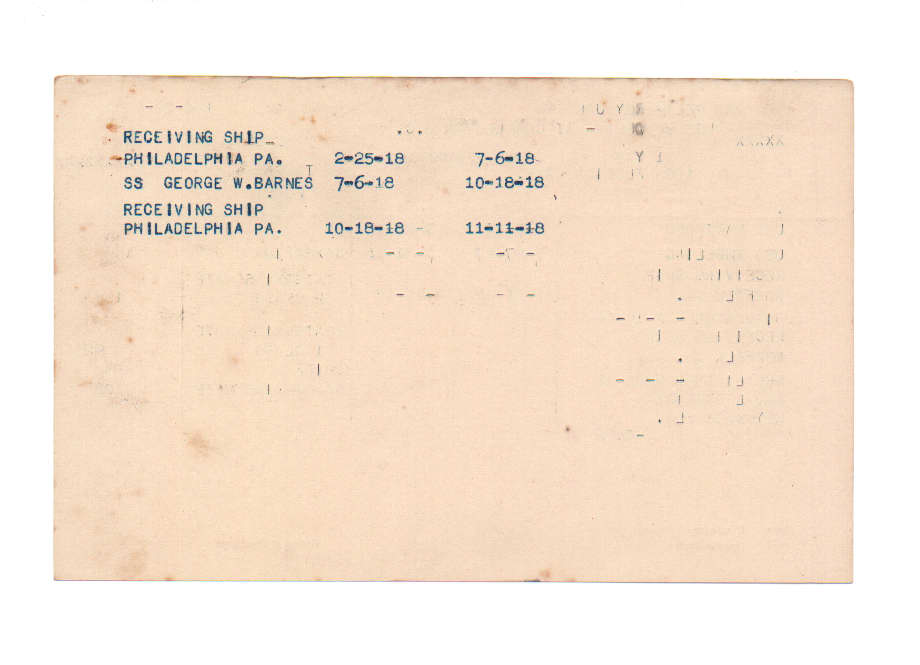 RECEIVING SHIP
PHILADELPHIA PA. 2-25-18 7-6-18
SS GEORGE W.BARNES 7-6-18 10-18-18
RECEIVING SHIP
PHILADELPHIA PA. 10-18-18 11-11-18